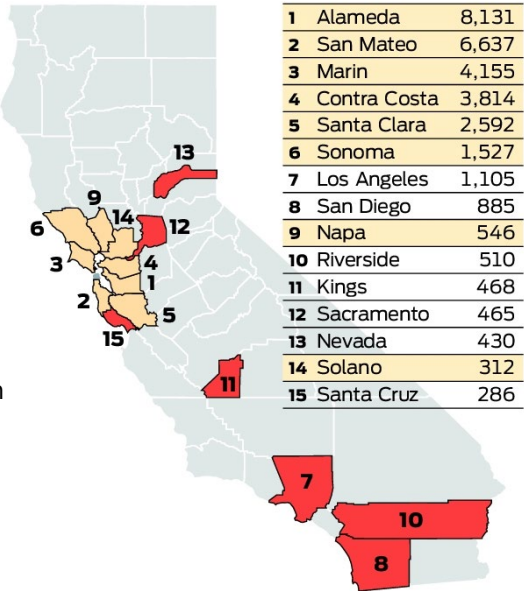 1 Alameda 8,131
2 San Mateo 6,637
3 Marin 4,155
4 Contra Costa 3,814
5 Santa Clara 2,592
6 Sonoma 1,527
7 Los Angeles 1,105
8 San Diego 885
9 Napa 546
10 Riverside 510
11 Kings 468
12 Sacramento 465
13 Nevada 430
14 Solano 312
15 Santa Cruz 286
13
9
6
14
12
3
4
1
2
5
15
n
11
7
10
8